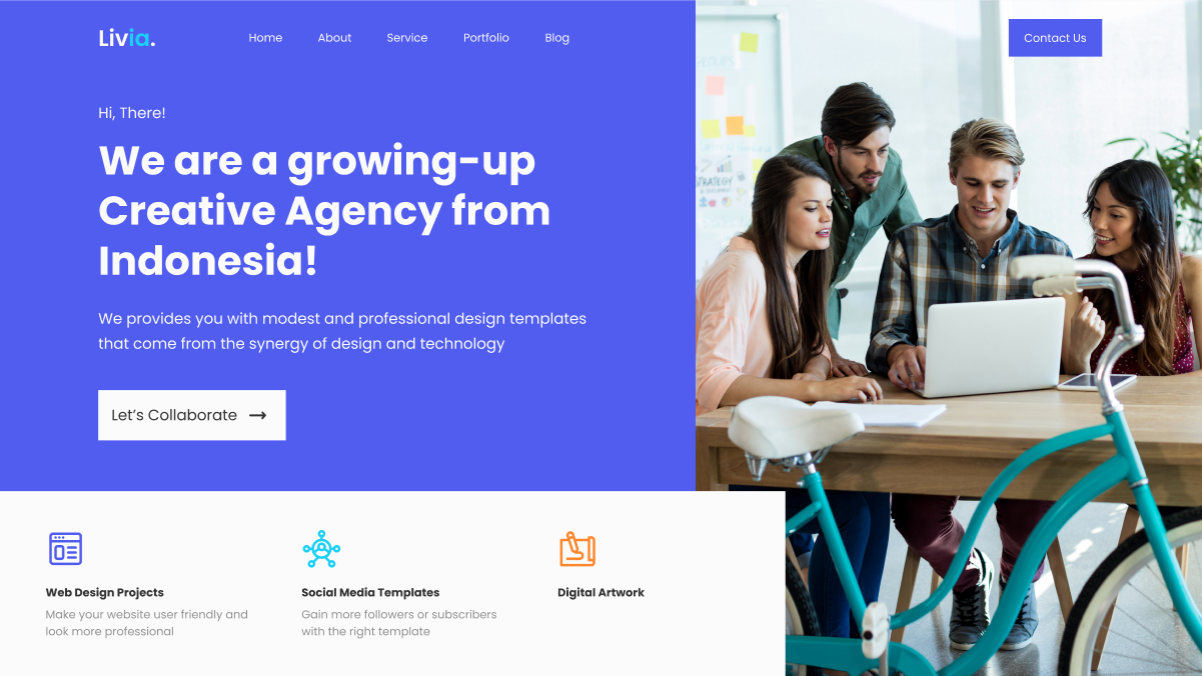 Livia.
Home About Service Portfolio Blog
Contact Us
Hi, There!
We are a growing-up
Creative Agency from
Indonesia!
We provides you with modest and professional design templates
that come from the synergy of design and technology
Let’s Collaborate
STRATEGY
Web Design Projects
Make your website user friendly and
look more professional
Social Media Templates
Gain more followers or subscribers
with the right template
Digital Artwork